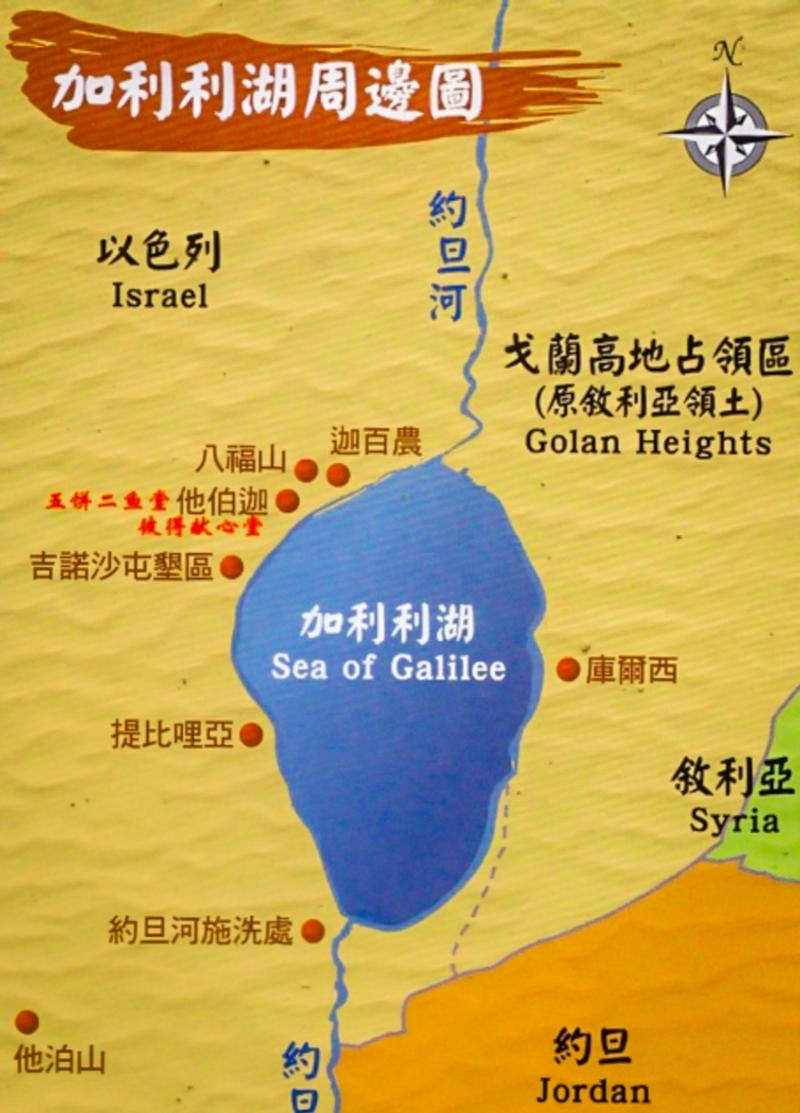 加利利湖周邊圖
N
約旦河
以色列
Israel
戈蘭高地占領區
(原敘利亞領土)
Golan Heights
迦百農
八福山
五餅二魚堂 他伯迦
彼得献心堂
吉諾沙屯墾區
加利利湖
Sea of Galilee
庫爾西
提比哩亞
敘利亞
Syria
約旦河施洗處
他泊山
約旦
Jordan
約